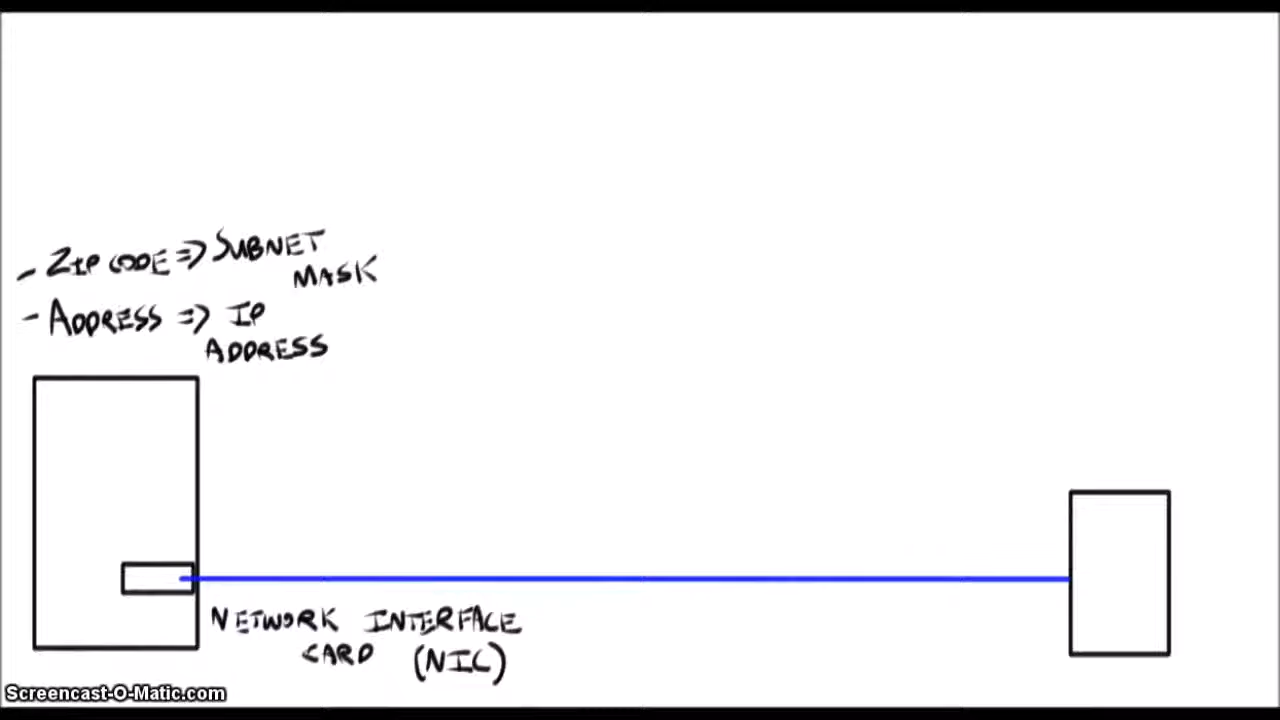 - ZIP CODE => SUBNET
MASK
- ADDRESS => IP
ADDRESS
NETWORK INTERFACE
CARD (NIC)
Screencast-O-Matic.com